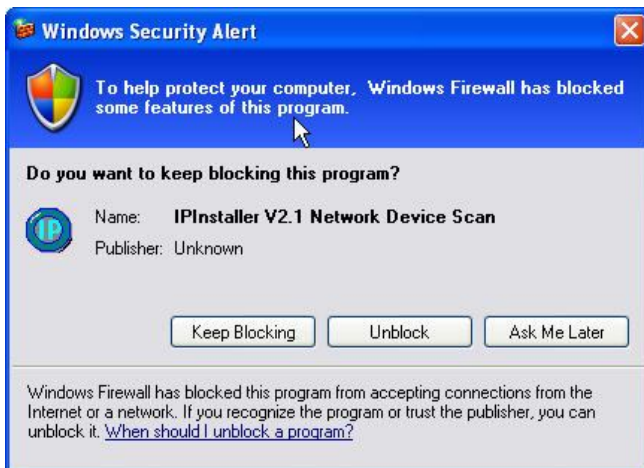 Windows Security Alert
To help protect your computer, Windows Firewall has blocked
some features of this program.
Do you want to keep blocking this program?
IP
Name: IPInstaller V2.1 Network Device Scan
Publisher: Unknown
Keep Blocking Unblock Ask Me Later
Windows Firewall has blocked this program from accepting connections from the
Internet or a network. If you recognize the program or trust the publisher, you can
unblock it. When should I unblock a program?